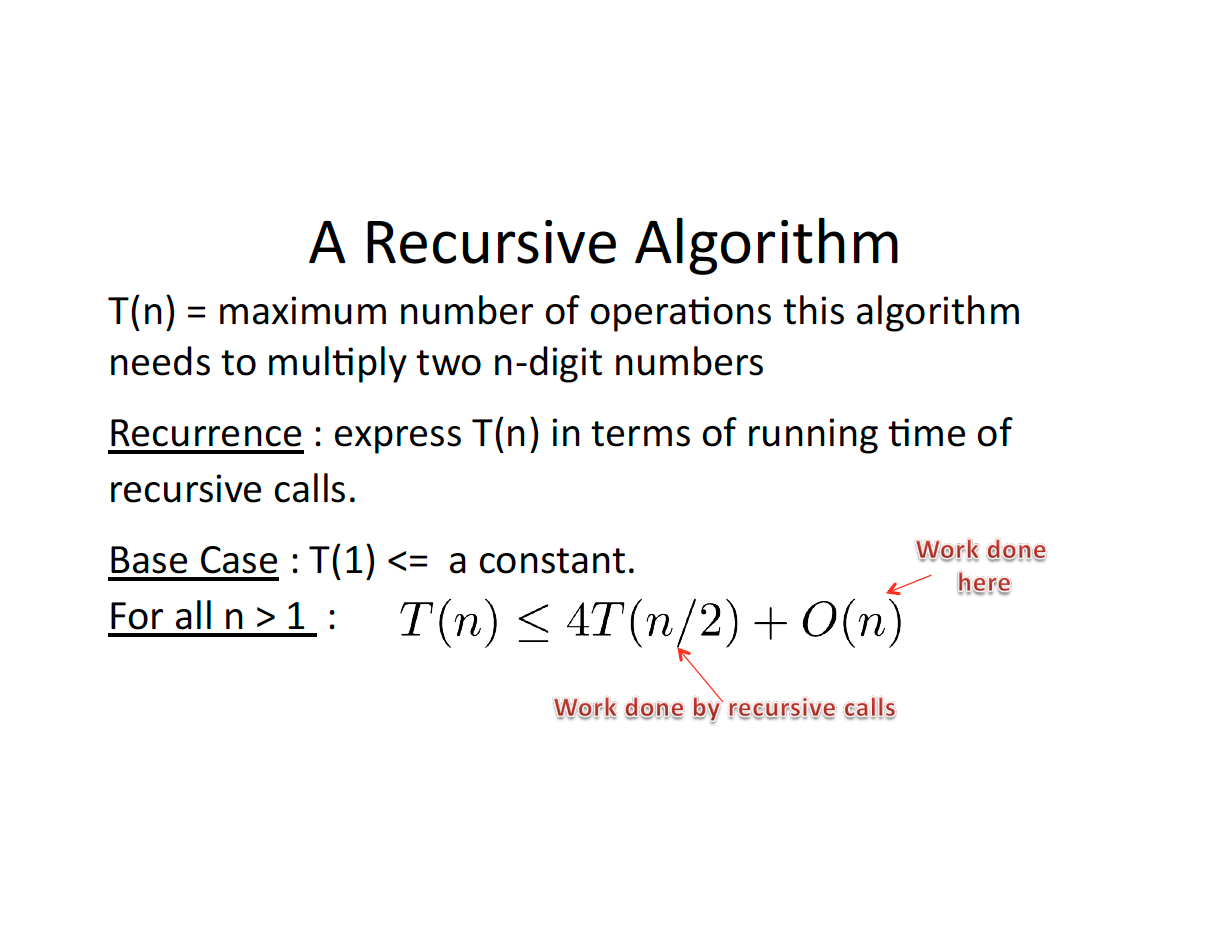 A Recursive Algorithm
T(n) = maximum number of operations this algorithm
needs to multiply two n-digit numbers
Recurrence : express T(n) in terms of running time of
recursive calls.
Base Case : T(1) <= a constant.
Work done
here
For all n > 1 : T(n) ≤ 4T(n/2) + O(n)
Work done by recursive calls